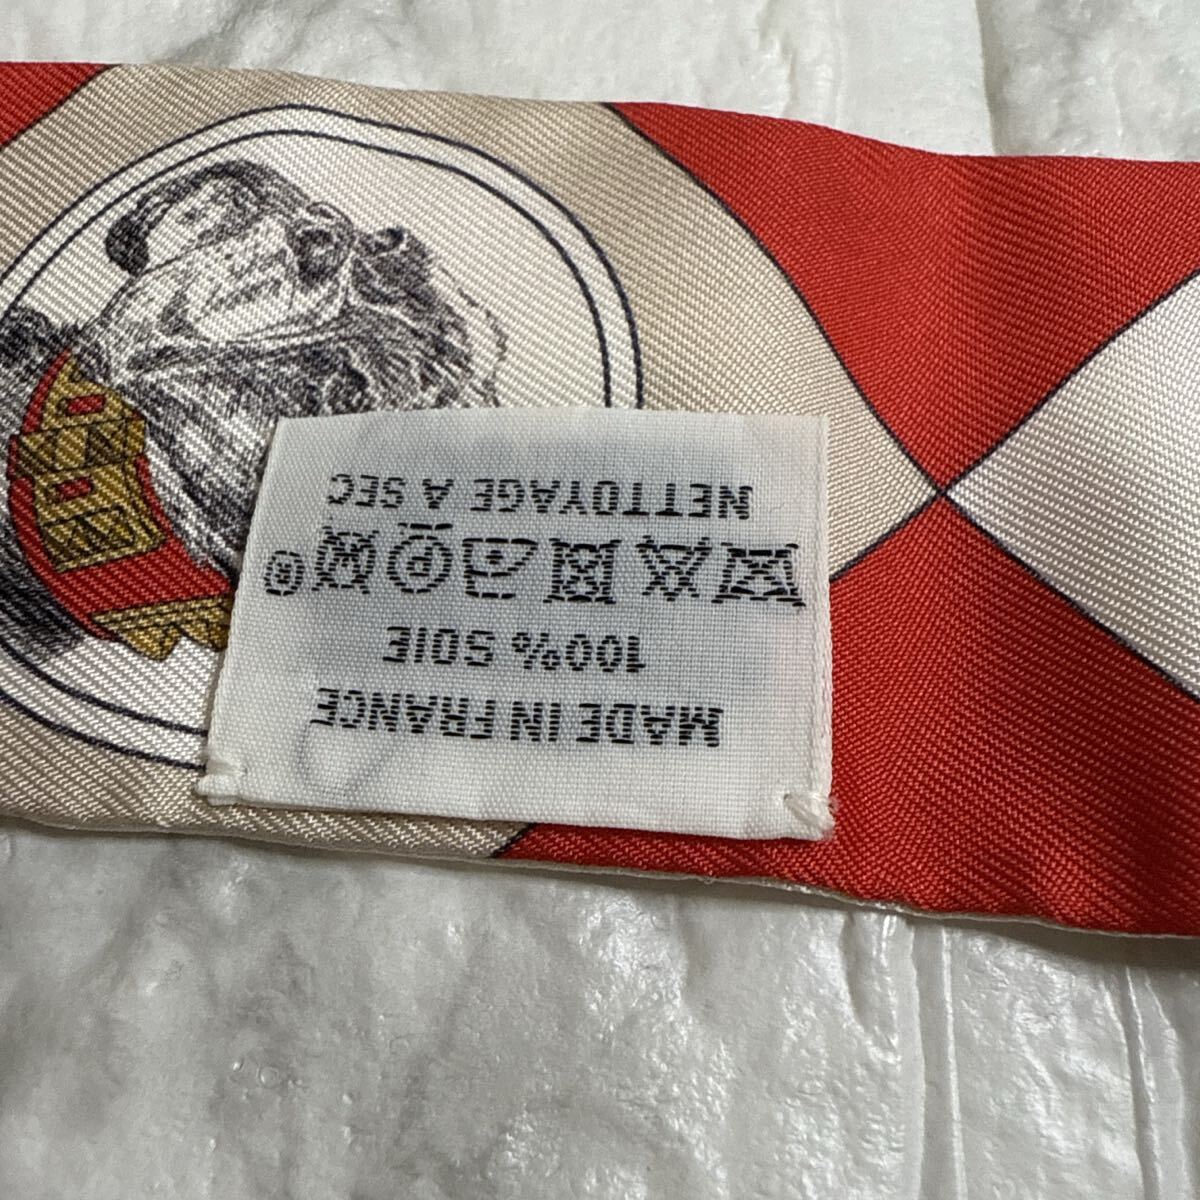 MADE IN FRANCE
100% SOIE
P W ®
NETTOYAGE A SEC